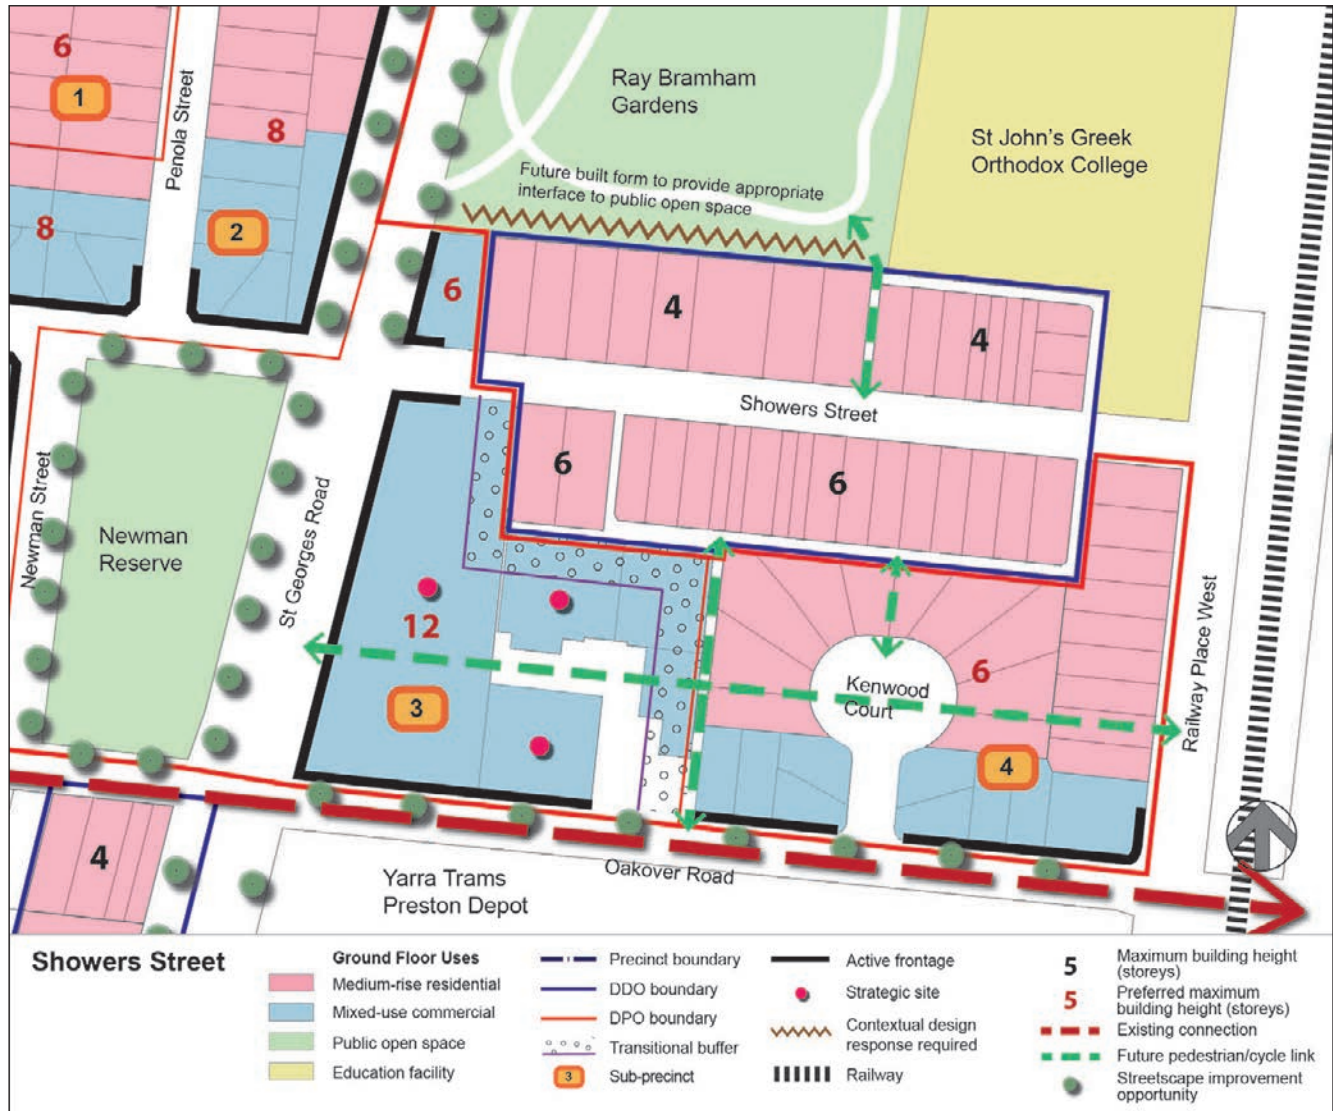 6
1
Penola Street
8
8
2
Ray Bramham
Gardens
St John's Greek
Orthodox College
Future built form to provide appropriate
interface to public open space
6
4
4
Showers Street
6
6
Newman Street
Newman
Reserve
St Georges Road
12
3
Kenwood
Court
6
4
Railway Place West
4
Yarra Trams
Preston Depot
Oakover Road
Showers Street
Ground Floor Uses
Medium-rise residential
Mixed-use commercial
Public open space
Education facility
Precinct boundary
DDO boundary
DPO boundary
Transitional buffer
3
Sub-precinct
Active frontage
Strategic site
Contextual design
response required
Railway
5
Maximum building height
(storeys)
5
Preferred maximum
building height (storeys)
Existing connection
Future pedestrian/cycle link
Streetscape improvement
opportunity